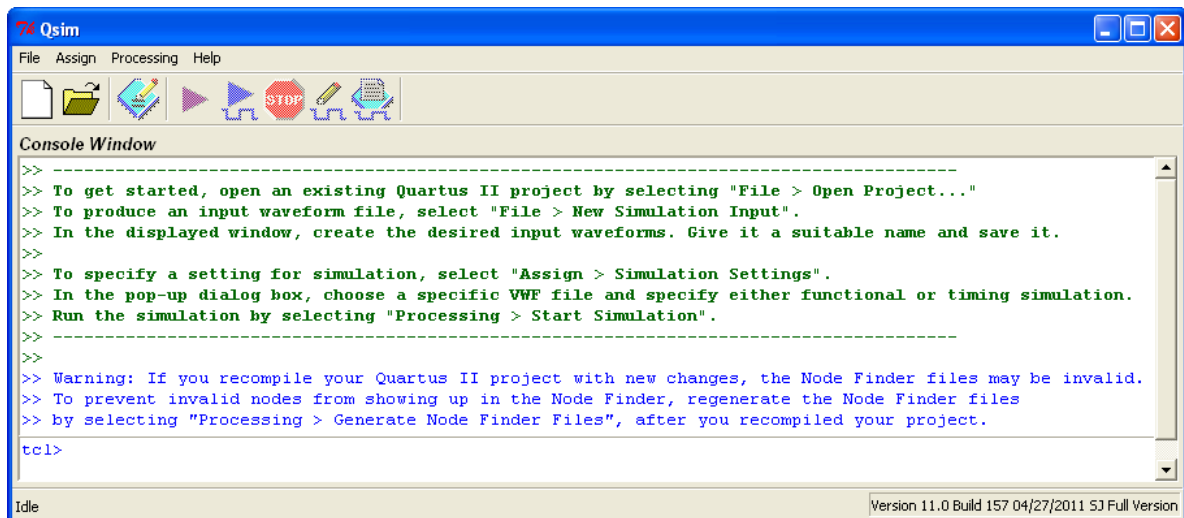 Qsim
File Assign Processing Help
STOP
Console Window
>> ---------------------------------------------------------------------------------------
>> To get started, open an existing Quartus II project by selecting "File > Open Project..."
>> To produce an input waveform file, select "File > New Simulation Input".
>> In the displayed window, create the desired input waveforms. Give it a suitable name and save it.
>>
>> To specify a setting for simulation, select "Assign > Simulation Settings".
>> In the pop-up dialog box, choose a specific VWF file and specify either functional or timing simulation.
>> Run the simulation by selecting "Processing > Start Simulation".
>> ---------------------------------------------------------------------------------------
>>
>> Warning: If you recompile your Quartus II project with new changes, the Node Finder files may be invalid.
>> To prevent invalid nodes from showing up in the Node Finder, regenerate the Node Finder files
>> by selecting "Processing > Generate Node Finder Files", after you recompiled your project.
tcl>
Idle
Version 11.0 Build 157 04/27/2011 SJ Full Version